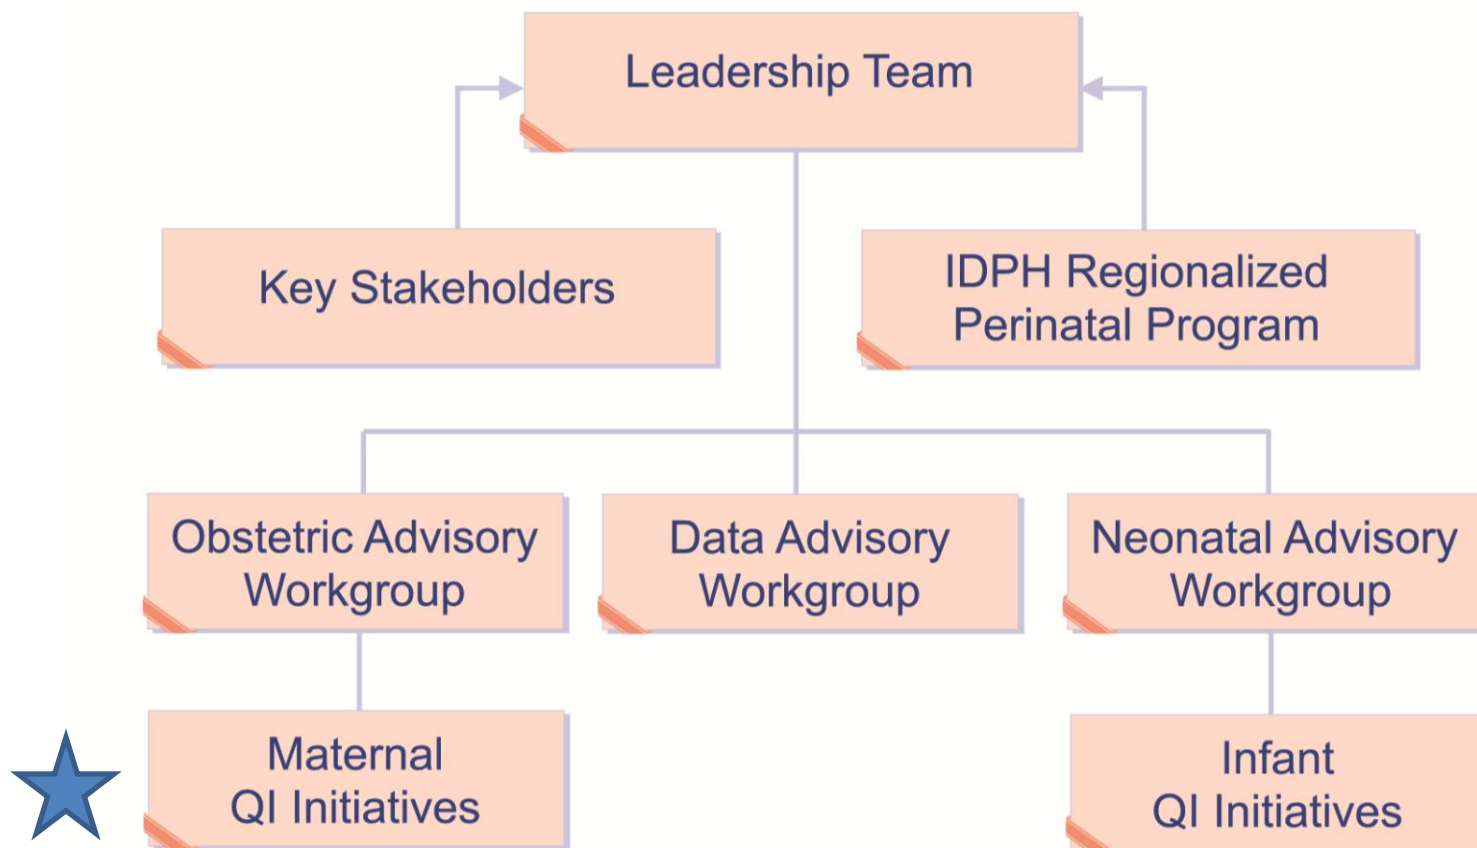 Leadership Team
Key Stakeholders
IDPH Regionalized
Perinatal Program
Obstetric Advisory
Workgroup
Data Advisory
Workgroup
Neonatal Advisory
Workgroup
Maternal
QI Initiatives
Infant
QI Initiatives